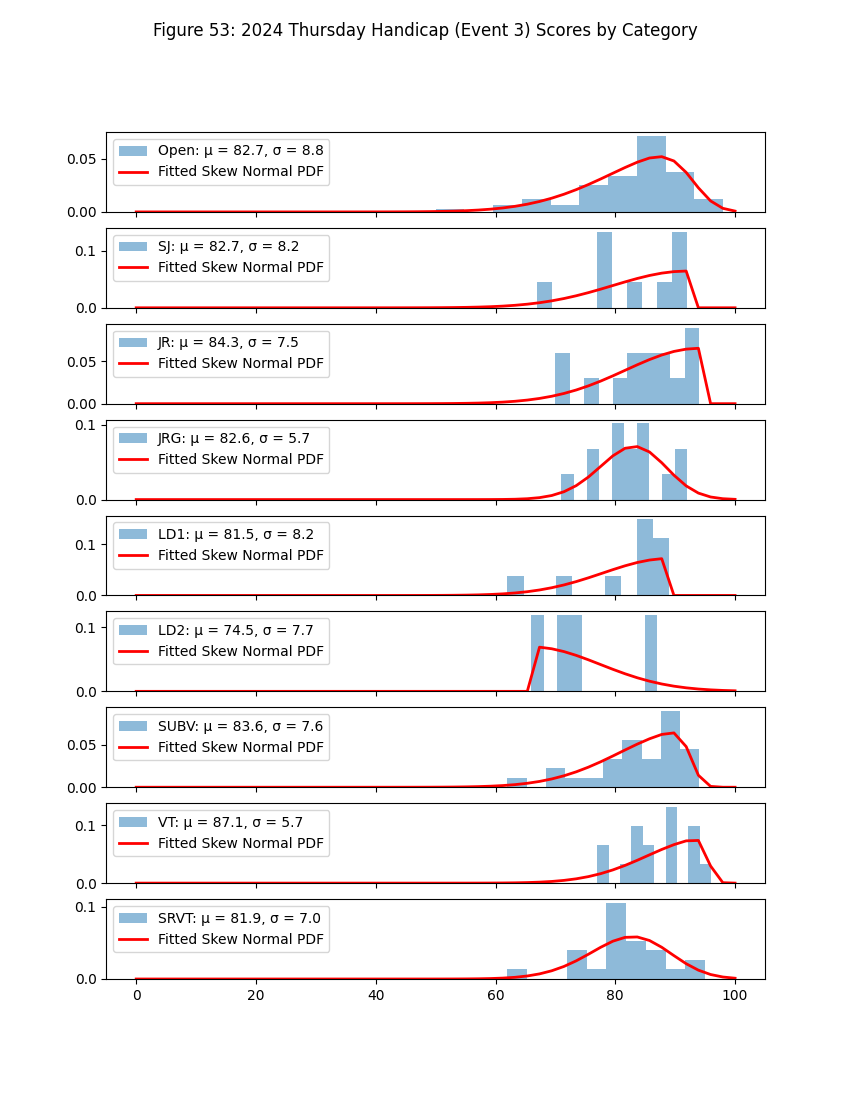 Figure 53: 2024 Thursday Handicap (Event 3) Scores by Category
Open: μ = 82.7, σ = 8.8
Fitted Skew Normal PDF
0.05
0.00
SJ: μ = 82.7, σ = 8.2
Fitted Skew Normal PDF
0.1
0.0
JR: μ = 84.3, σ = 7.5
Fitted Skew Normal PDF
0.05
0.00
JRG: μ = 82.6, σ = 5.7
Fitted Skew Normal PDF
0.1
0.0
LD1: μ = 81.5, σ = 8.2
Fitted Skew Normal PDF
0.1
0.0
LD2: μ = 74.5, σ = 7.7
Fitted Skew Normal PDF
0.1
0.0
SUBV: μ = 83.6, σ = 7.6
Fitted Skew Normal PDF
0.05
0.00
VT: μ = 87.1, σ = 5.7
Fitted Skew Normal PDF
0.1
0.0
SRVT: μ = 81.9, σ = 7.0
Fitted Skew Normal PDF
0.1
0.0
0 20 40 60 80 100